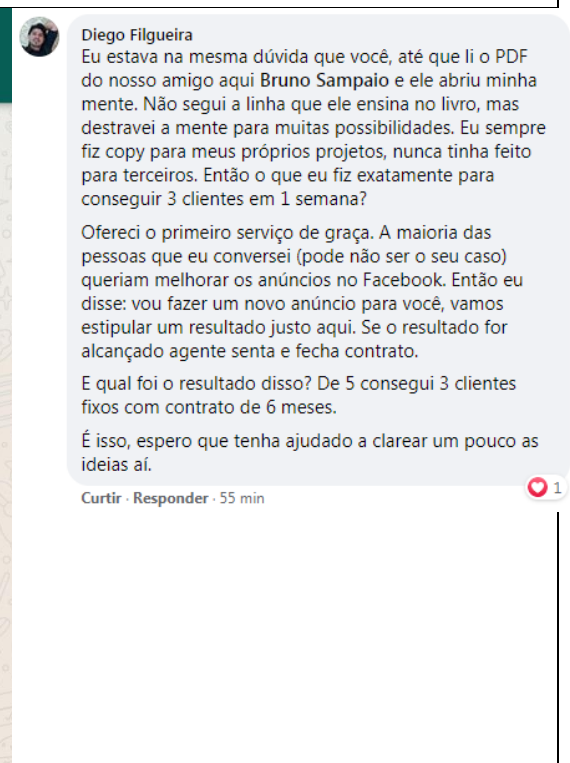 Diego Filgueira
Eu estava na mesma dúvida que você, até que li o PDF
do nosso amigo aqui Bruno Sampaio e ele abriu minha
mente. Não segui a linha que ele ensina no livro, mas
destravei a mente para muitas possibilidades. Eu sempre
fiz copy para meus próprios projetos, nunca tinha feito
para terceiros. Então o que eu fiz exatamente para
conseguir 3 clientes em 1 semana?
Ofereci o primeiro serviço de graça. A maioria das
pessoas que eu conversei (pode não ser o seu caso)
queriam melhorar os anúncios no Facebook. Então eu
disse: vou fazer um novo anúncio para você, vamos
estipular um resultado justo aqui. Se o resultado for
alcançado agente senta e fecha contrato.
E qual foi o resultado disso? De 5 consegui 3 clientes
fixos com contrato de 6 meses.
É isso, espero que tenha ajudado a clarear um pouco as
ideias aí.
1
Curtir · Responder · 55 min